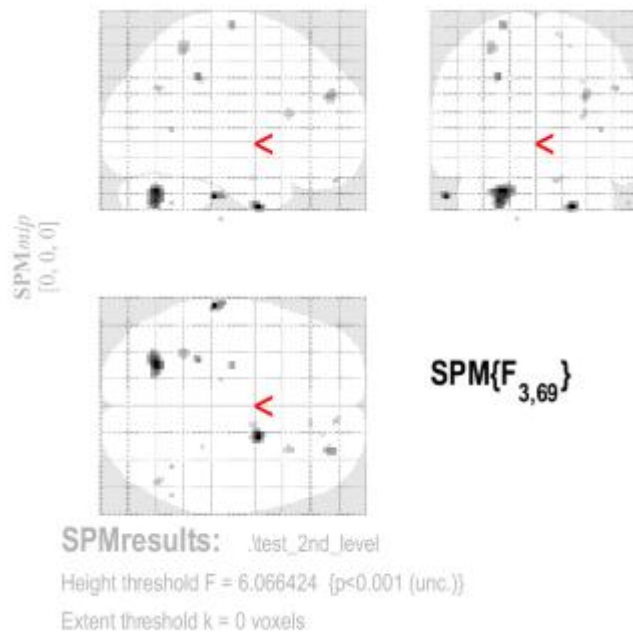 SPMmip
[0, 0, 0]
<
<
<
SPM{F3,69}
SPMresults: .\test_2nd_level
Height threshold F = 6.066424 {p<0.001 (unc.)}
Extent threshold k = 0 voxels